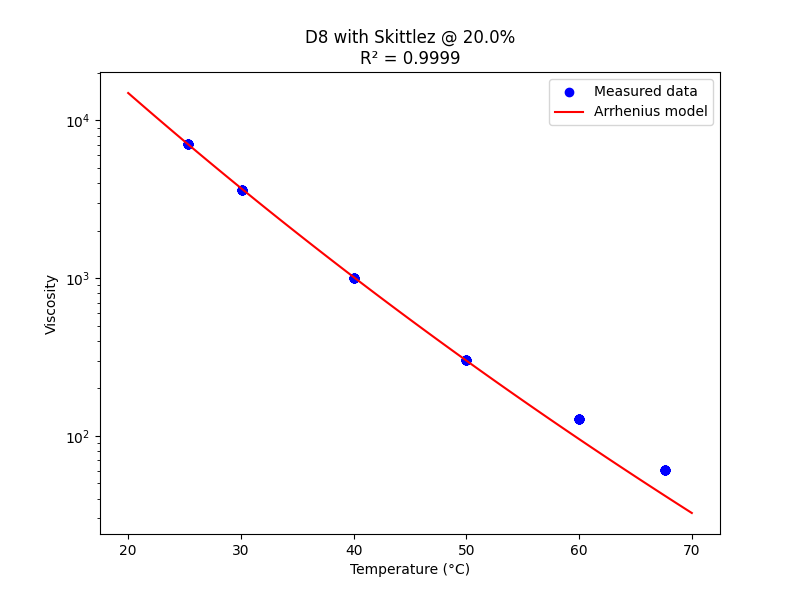 D8 with Skittlez @ 20.0%
R² = 0.9999
Measured data
Arrhenius model
Viscosity
10⁴
10³
10²
20 30 40 50 60 70
Temperature (°C)